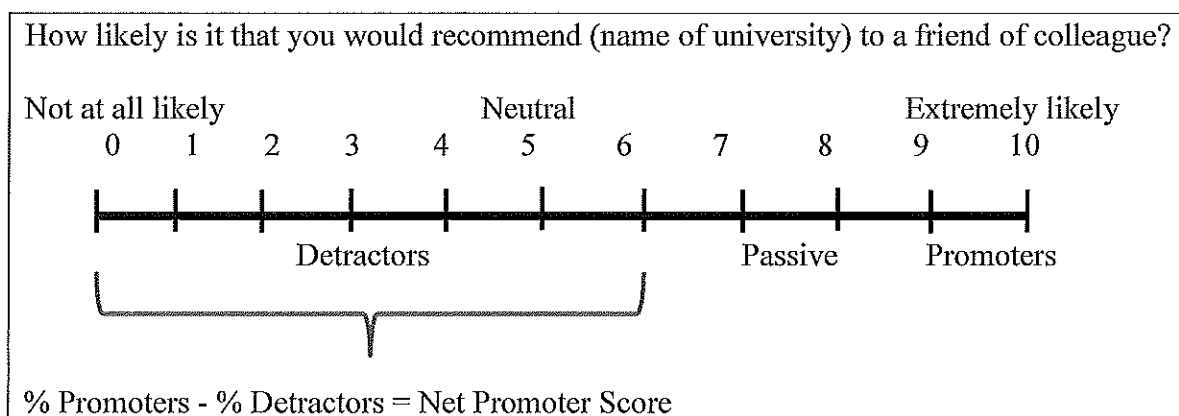 How likely is it that you would recommend (name of university) to a friend of colleague?
Not at all likely Neutral Extremely likely
0 1 2 3 4 5 6 7 8 9 10
Detractors Passive Promoters
% Promoters - % Detractors = Net Promoter Score